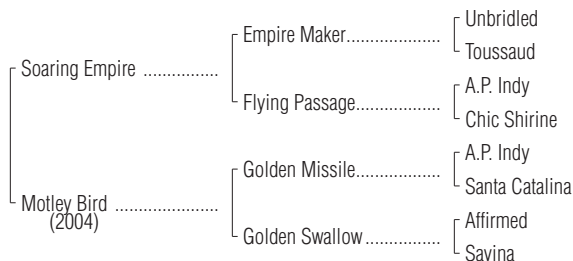 Unbridled
Empire Maker....................
Toussaud
Soaring Empire ................
A.P. Indy
Flying Passage..................
Chic Shirine
A.P. Indy
Golden Missile..................
Santa Catalina
Motley Bird ......................
(2004)
Affirmed
Golden Swallow................
Savina